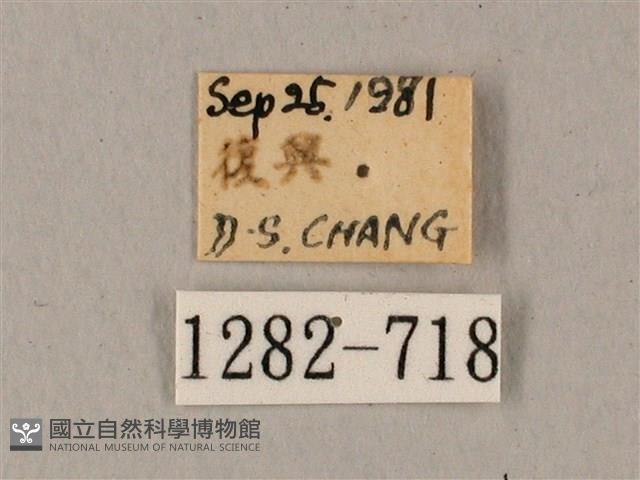 Sep 25. 1981
復興
D.S. CHANG
1282-718
國立自然科學博物館
NATIONAL MUSEUM OF NATURAL SCIENCE